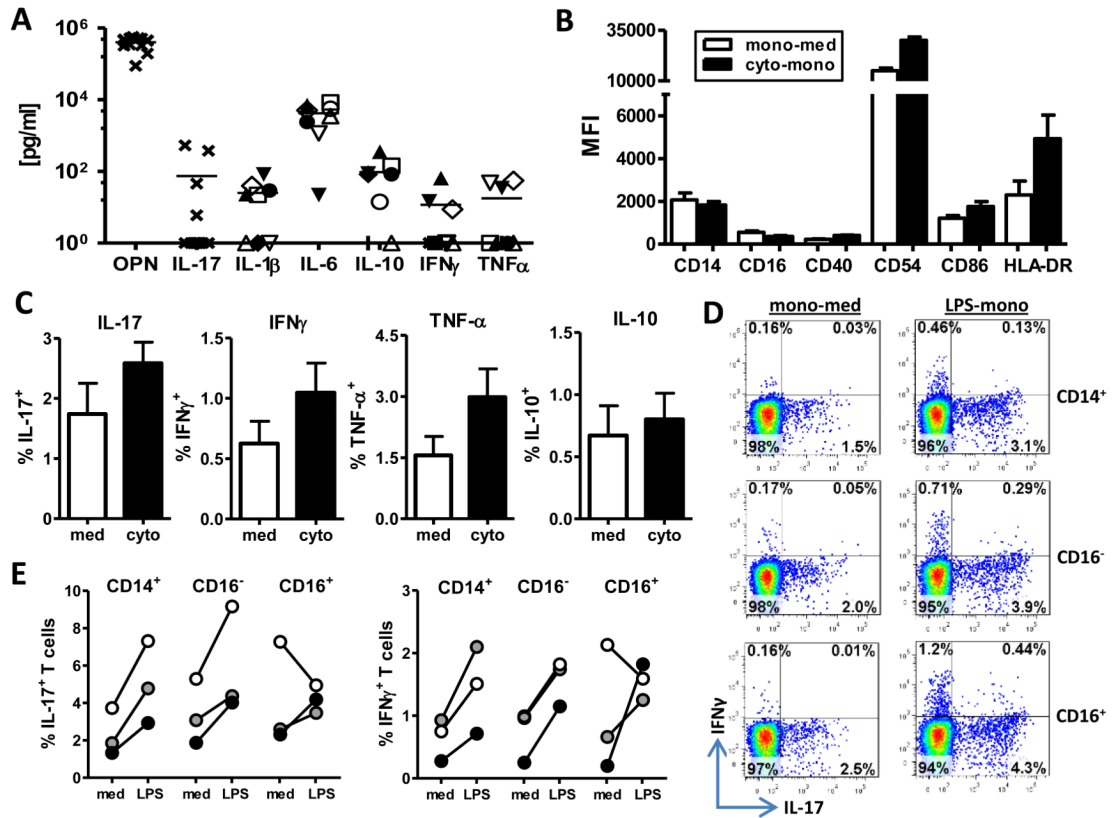 A
[pg/ml]
10⁶
10⁴
10²
10⁰
OPN IL-17 IL-1β IL-6 IL-10 IFNγ TNFα
B
mono-med
cyto-mono
MFI
35000
10000
6000
4000
2000
0
CD14 CD16 CD40 CD54 CD86 HLA-DR
C
IL-17
% IL-17⁺
3
2
1
0
med cyto
IFNγ
% IFNγ⁺
1.5
1.0
0.5
0.0
med cyto
TNF-α
% TNF-α⁺
4.5
3.0
1.5
0.0
med cyto
IL-10
% IL-10⁺
1.5
1.0
0.5
0.0
med cyto
D
mono-med LPS-mono
0.16% 0.03%
98% 1.5%
0.46% 0.13%
96% 3.1%
CD14⁺
0.17% 0.05%
98% 2.0%
0.71% 0.29%
95% 3.9%
CD16⁻
0.16% 0.01%
97% 2.5%
1.2% 0.44%
94% 4.3%
CD16⁺
IFNγ
IL-17
E
% IL-17⁺ T cells
10
8
6
4
2
0
CD14⁺ CD16⁻ CD16⁺
med LPS med LPS med LPS
% IFNγ⁺ T cells
3
2
1
0
CD14⁺ CD16⁻ CD16⁺
med LPS med LPS med LPS